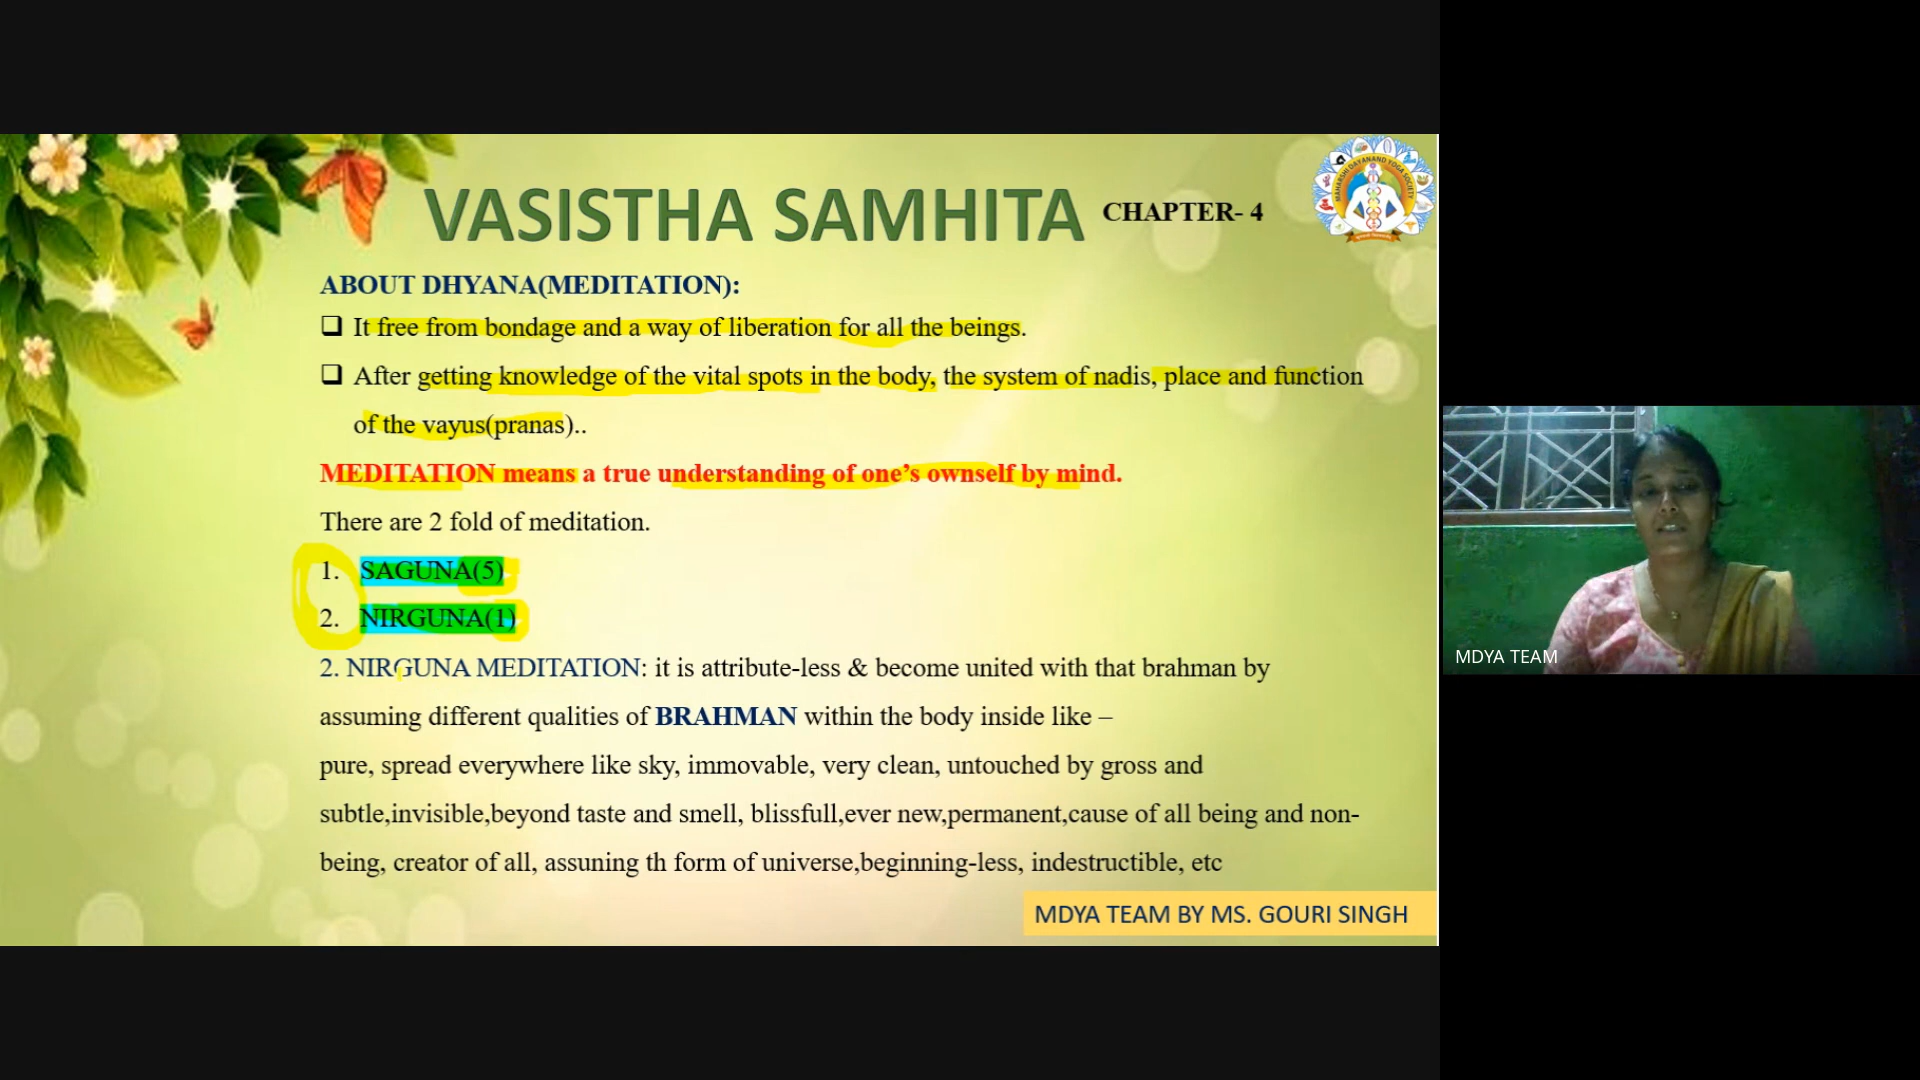 VASISTHA SAMHITA CHAPTER- 4
MAHARSHI DAYANAND YOGA SOCIETY
ABOUT DHYANA(MEDITATION):
It free from bondage and a way of liberation for all the beings.
After getting knowledge of the vital spots in the body, the system of nadis, place and function
of the vayus(pranas)..
MEDITATION means a true understanding of one's ownself by mind.
There are 2 fold of meditation.
1. SAGUNA(5)
2. NIRGUNA(1)
2. NIRGUNA MEDITATION: it is attribute-less & become united with that brahman by
assuming different qualities of BRAHMAN within the body inside like –
pure, spread everywhere like sky, immovable, very clean, untouched by gross and
subtle,invisible,beyond taste and smell, blissfull,ever new,permanent,cause of all being and non-
being, creator of all, assuning th form of universe,beginning-less, indestructible, etc
MDYA TEAM BY MS. GOURI SINGH
MDYA TEAM